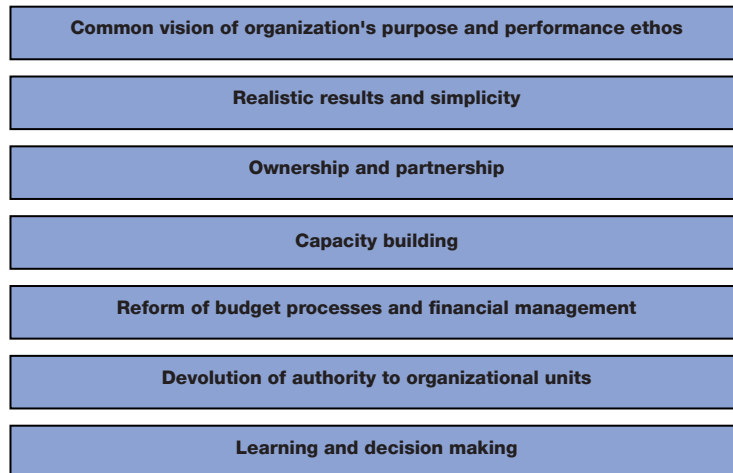 Common vision of organization's purpose and performance ethos
Realistic results and simplicity
Ownership and partnership
Capacity building
Reform of budget processes and financial management
Devolution of authority to organizational units
Learning and decision making